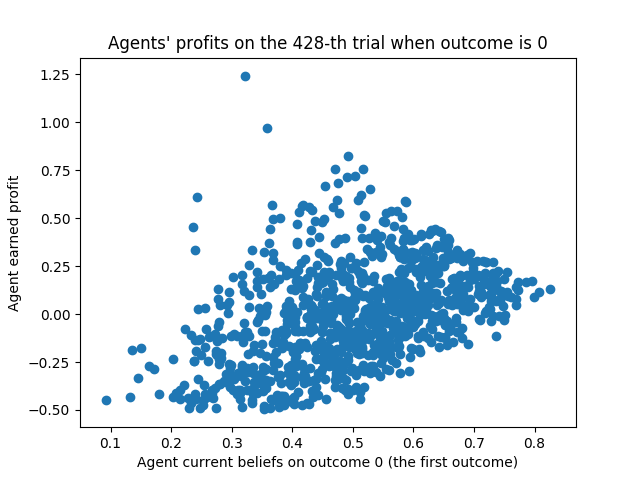 Agents' profits on the 428-th trial when outcome is 0
Agent earned profit
1.25
1.00
0.75
0.50
0.25
0.00
−0.25
−0.50
0.1 0.2 0.3 0.4 0.5 0.6 0.7 0.8
Agent current beliefs on outcome 0 (the first outcome)